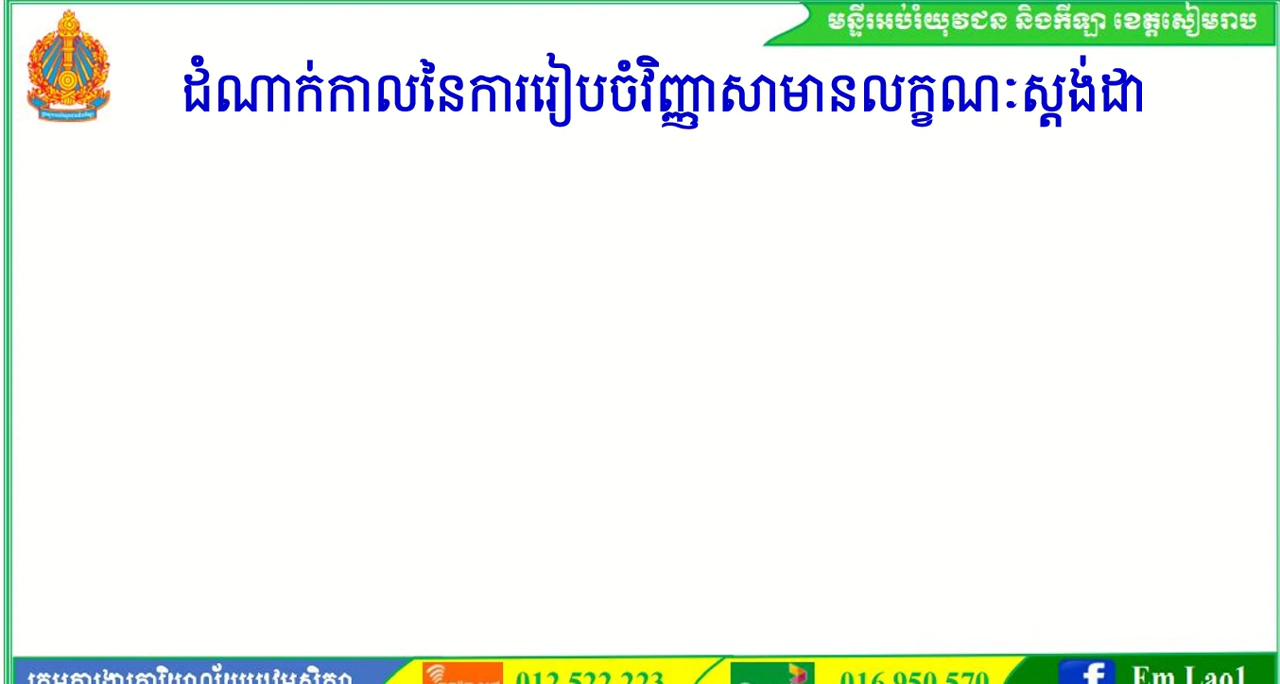 មន្ទីរអប់រំយុវជន និងកីឡា ខេត្តសៀមរាប
ដំណាក់កាលនៃការរៀបចំវិញ្ញាសាមានលក្ខណៈស្តង់ដា
012 522 223
016 950 570
Em Lao1